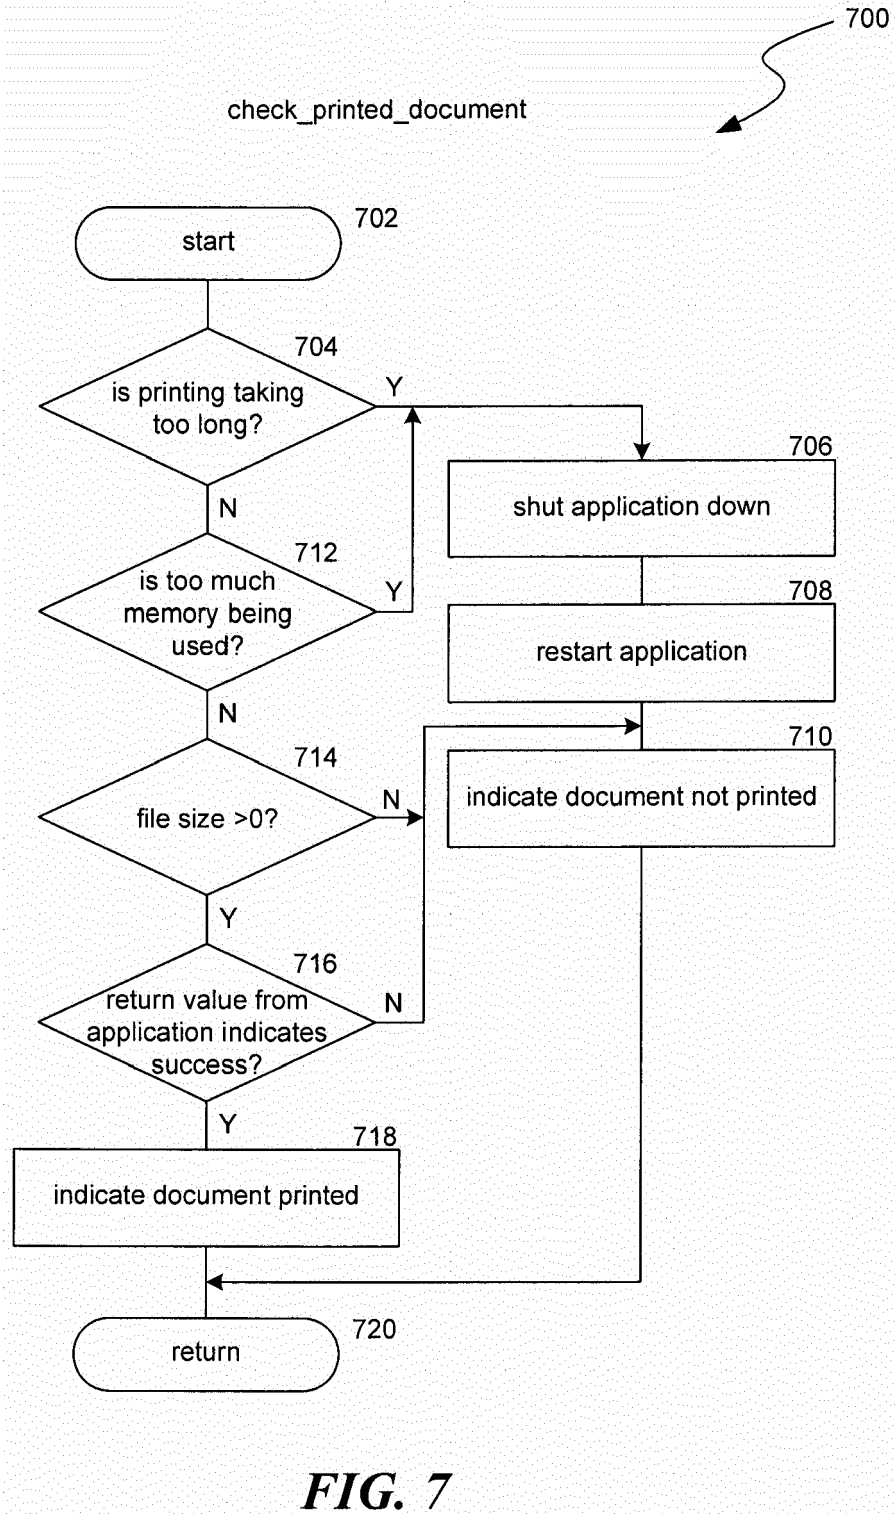 700
check_printed_document
702
start
704
is printing taking
too long?
Y
N
706
shut application down
712
is too much
memory being
used?
Y
N
708
restart application
714
file size >0?
N
Y
710
indicate document not printed
716
return value from
application indicates
success?
N
Y
718
indicate document printed
720
return
FIG. 7